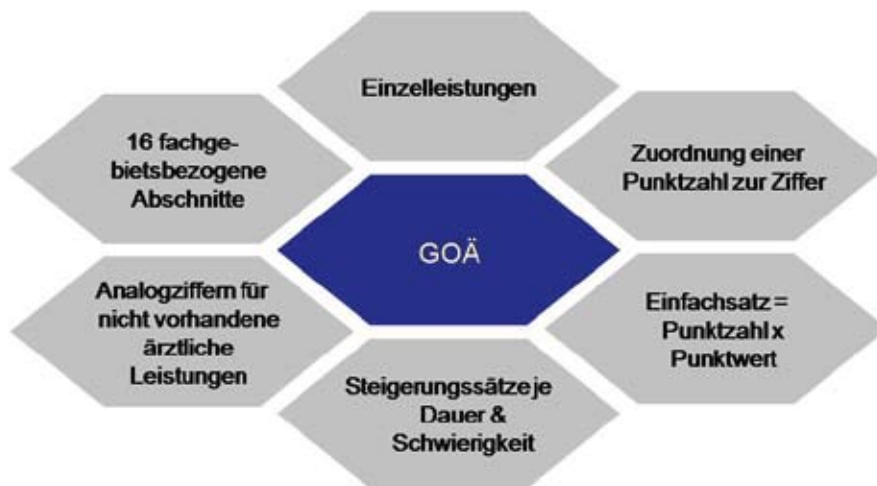 Einzelleistungen
16 fachge-
bietsbezogene
Abschnitte
Zuordnung einer
Punktzahl zur Ziffer
GOÄ
Analogziffern für
nicht vorhandene
ärztliche
Leistungen
Einfachsatz =
Punktzahl x
Punktwert
Steigerungssätze je
Dauer &
Schwierigkeit